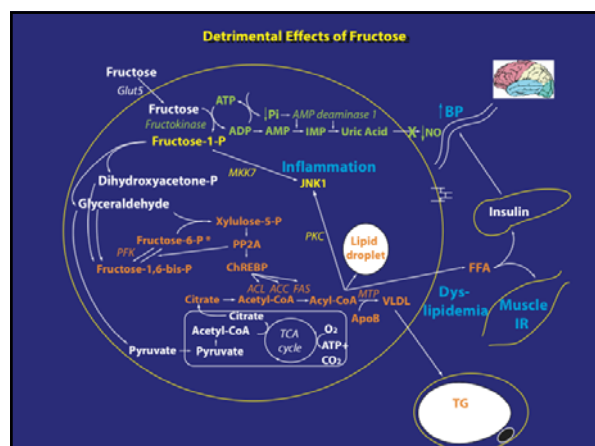 Detrimental Effects of Fructose
Fructose
Glut5
Fructose
Fructokinase
ATP
ADP
↓Pi → AMP deaminase 1
AMP → IMP → Uric Acid
X ↓NO
↑BP
Fructose-1-P
MKK7
Inflammation
JNK1
Dihydroxyacetone-P
Glyceraldehyde
Insulin
Xylulose-5-P
PKC
Lipid
droplet
Fructose-6-P *
PFK
PP2A
Fructose-1,6-bis-P
ChREBP
FFA
ACL ACC FAS
MTP
Citrate → Acetyl-CoA → Acyl-CoA
VLDL
ApoB
Dys-
lipidemia
Muscle
IR
Citrate
Acetyl-CoA
TCA
cycle
O2
ATP+
CO2
Pyruvate
Pyruvate
TG